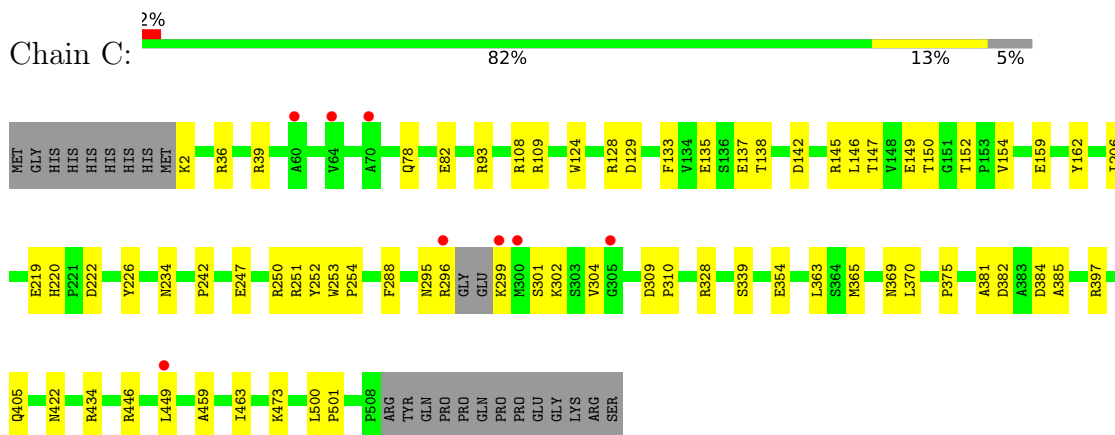 2%
Chain C:
82% 13% 5%
MET GLY HIS HIS HIS HIS HIS HIS MET K2 R36 R39 A60 V64 A70 Q78 E82 R93 R108 R109 W124 R128 D129 F133 V134 E135 S136 E137 T138 D142 R145 L146 T147 V148 E149 T150 G151 T152 P153 V154 E159 Y162
E219 H220 P221 D222 Y226 N234 P242 E247 R250 R251 Y252 W253 P254 F288 N295 R296 GLY GLU K299 M300 S301 K302 S303 V304 G305 D309 P310 R328 S339 E354 L363 S364 M365 N369 L370 P375 A381 D382 A383 D384 A385 R397
Q405 N422 R434 R446 L449 A459 I463 K473 L500 P501 P508 ARG TYR GLN PRO PRO GLN PRO PRO GLU GLY LYS ARG SER